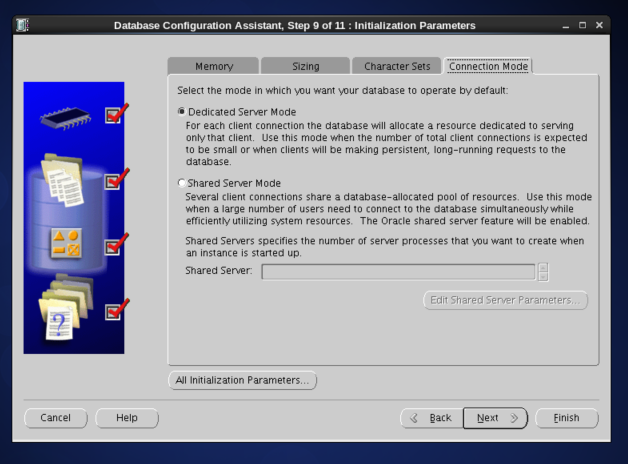 Database Configuration Assistant, Step 9 of 11 : Initialization Parameters
Memory
Sizing
Character Sets
Connection Mode
Select the mode in which you want your database to operate by default:
Dedicated Server Mode
For each client connection the database will allocate a resource dedicated to serving
only that client. Use this mode when the number of total client connections is expected
to be small or when clients will be making persistent, long-running requests to the
database.
Shared Server Mode
Several client connections share a database-allocated pool of resources. Use this mode
when a large number of users need to connect to the database simultaneously while
efficiently utilizing system resources. The Oracle shared server feature will be enabled.
Shared Servers specifies the number of server processes that you want to create when
an instance is started up.
Shared Server:
Edit Shared Server Parameters...
All Initialization Parameters...
Cancel
Help
Back
Next
Finish